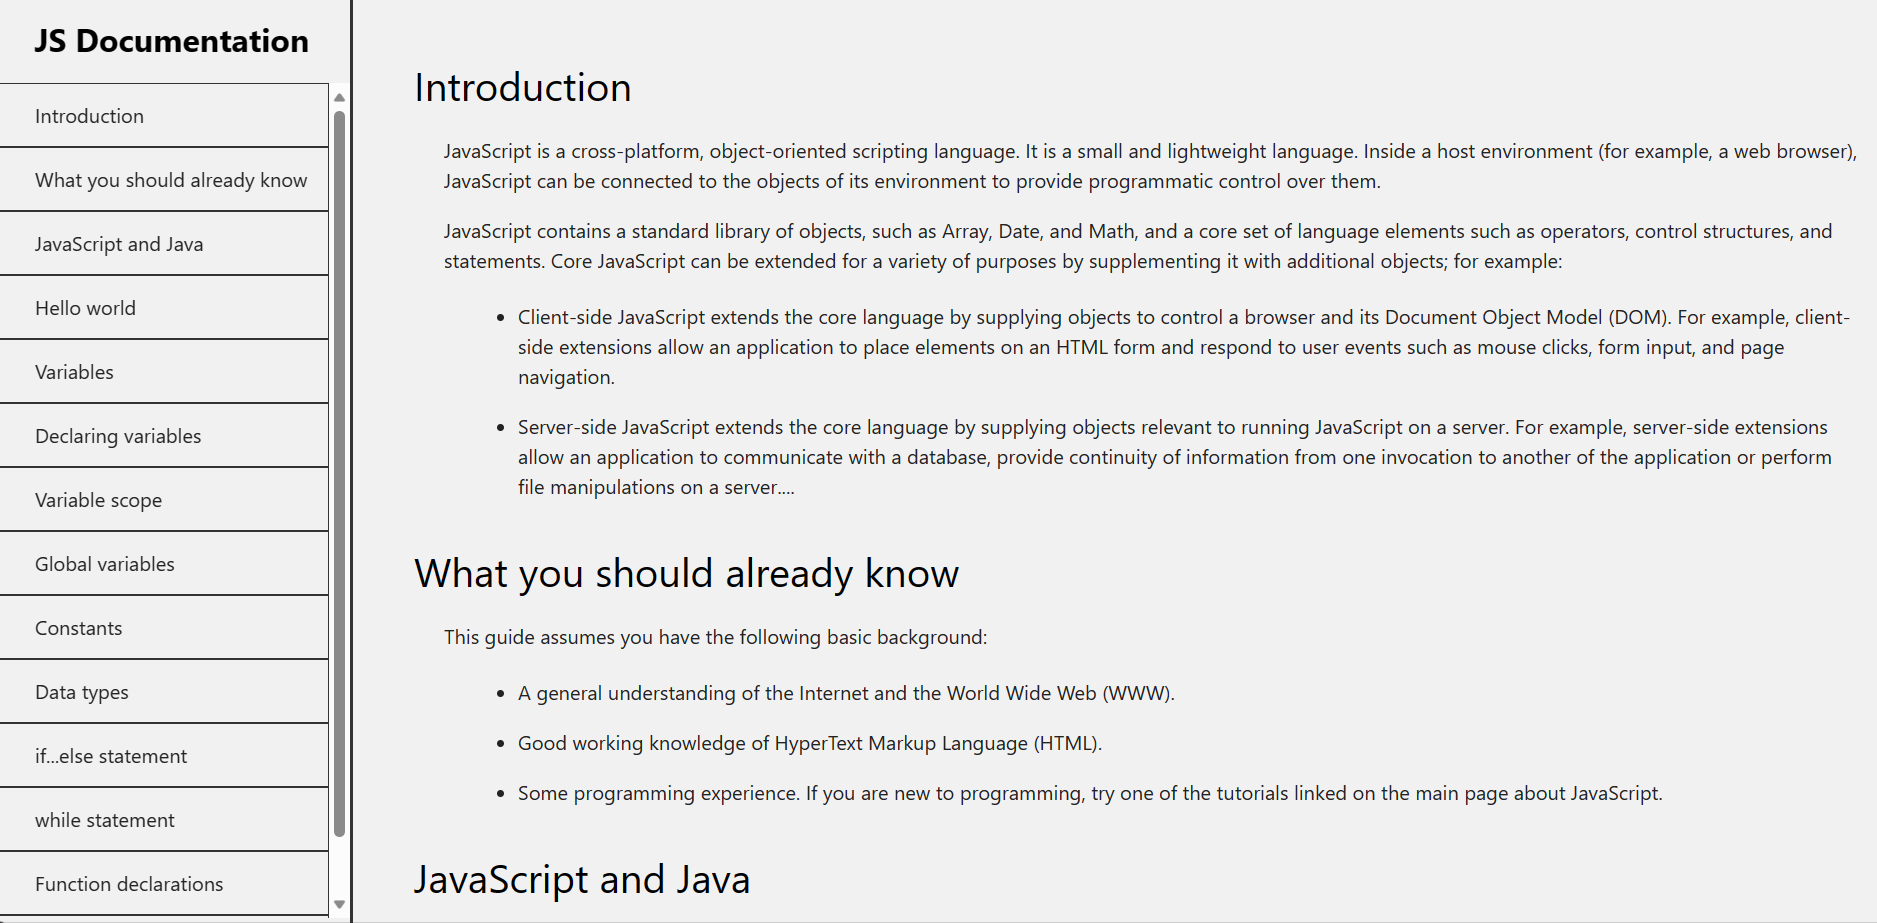 JS Documentation
Introduction
What you should already know
JavaScript and Java
Hello world
Variables
Declaring variables
Variable scope
Global variables
Constants
Data types
if...else statement
while statement
Function declarations
Introduction
JavaScript is a cross-platform, object-oriented scripting language. It is a small and lightweight language. Inside a host environment (for example, a web browser),
JavaScript can be connected to the objects of its environment to provide programmatic control over them.
JavaScript contains a standard library of objects, such as Array, Date, and Math, and a core set of language elements such as operators, control structures, and
statements. Core JavaScript can be extended for a variety of purposes by supplementing it with additional objects; for example:
• Client-side JavaScript extends the core language by supplying objects to control a browser and its Document Object Model (DOM). For example, client-
side extensions allow an application to place elements on an HTML form and respond to user events such as mouse clicks, form input, and page
navigation.
• Server-side JavaScript extends the core language by supplying objects relevant to running JavaScript on a server. For example, server-side extensions
allow an application to communicate with a database, provide continuity of information from one invocation to another of the application or perform
file manipulations on a server....
What you should already know
This guide assumes you have the following basic background:
• A general understanding of the Internet and the World Wide Web (WWW).
• Good working knowledge of HyperText Markup Language (HTML).
• Some programming experience. If you are new to programming, try one of the tutorials linked on the main page about JavaScript.
JavaScript and Java